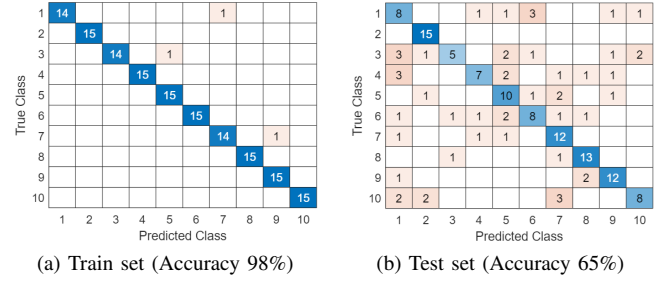 True Class
1 14 1
2 15
3 14 1
4 15
5 15
6 15
7 14 1
8 15
9 15
10 15
1 2 3 4 5 6 7 8 9 10
Predicted Class
(a) Train set (Accuracy 98%)
True Class
1 8 1 1 3 1 1
2 15
3 3 1 5 2 1 1 2
4 3 7 2 1 1 1
5 1 10 1 2 1
6 1 1 1 2 8 1 1
7 1 1 1 12
8 1 1 13
9 1 2 12
10 2 2 3 8
1 2 3 4 5 6 7 8 9 10
Predicted Class
(b) Test set (Accuracy 65%)